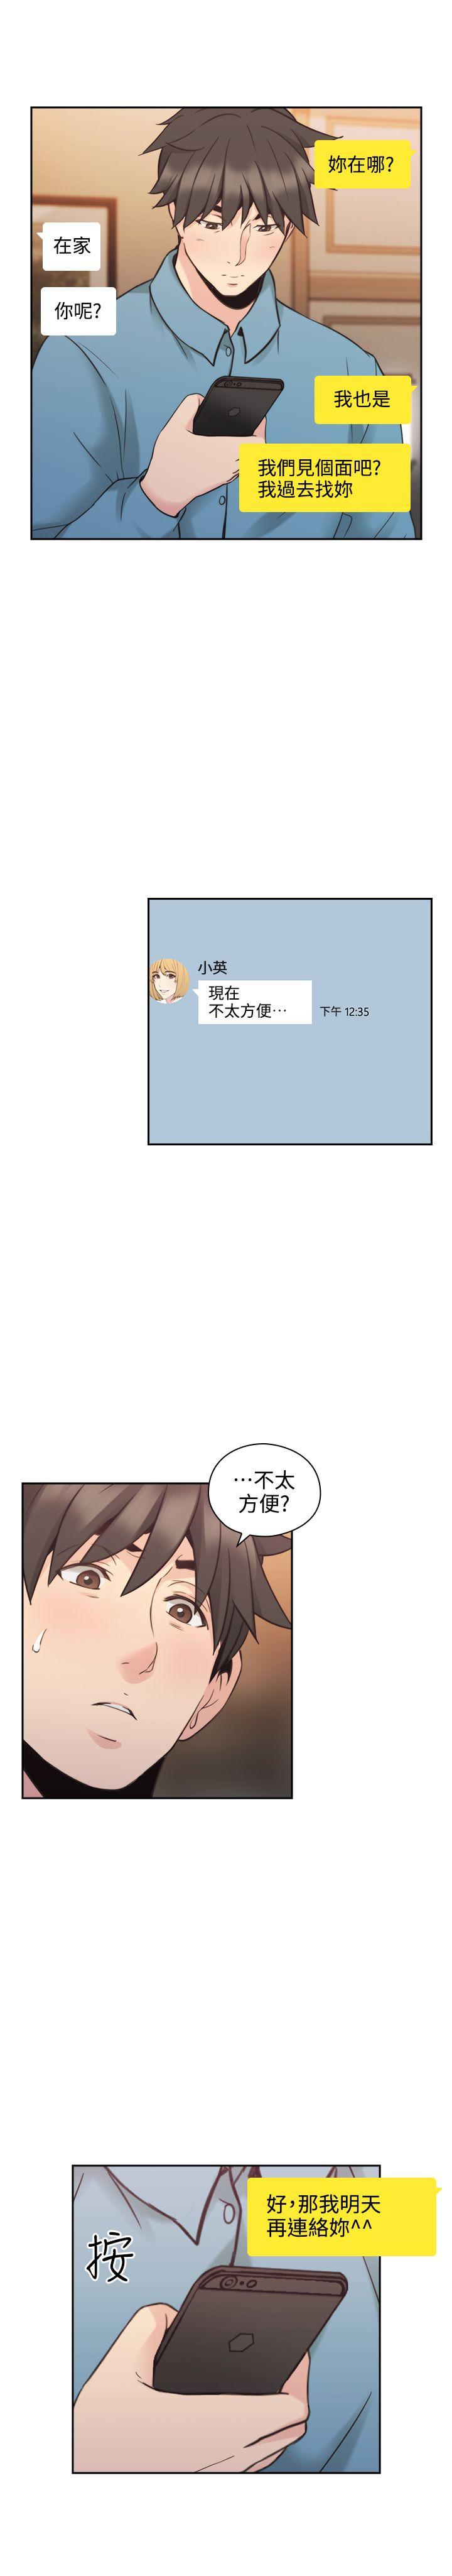 妳在哪?
在家
你呢?
我也是
我們見個面吧?
我過去找妳
小英
現在
不太方便⋯
下午 12:35
⋯不太
方便?
好，那我明天
再連絡妳^^
按